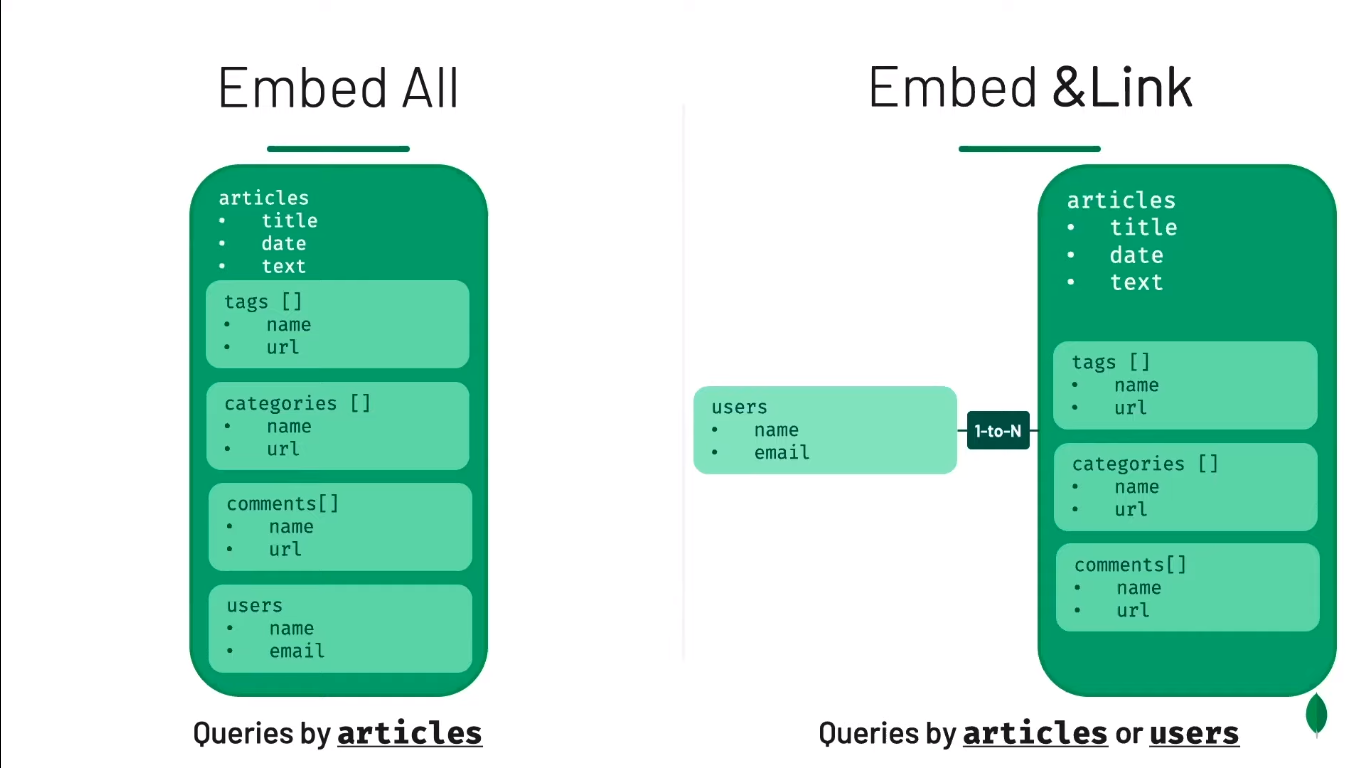 Embed All
articles
• title
• date
• text
tags []
• name
• url
categories []
• name
• url
comments[]
• name
• url
users
• name
• email
Queries by articles
Embed &Link
users
• name
• email
1-to-N
articles
• title
• date
• text
tags []
• name
• url
categories []
• name
• url
comments[]
• name
• url
Queries by articles or users